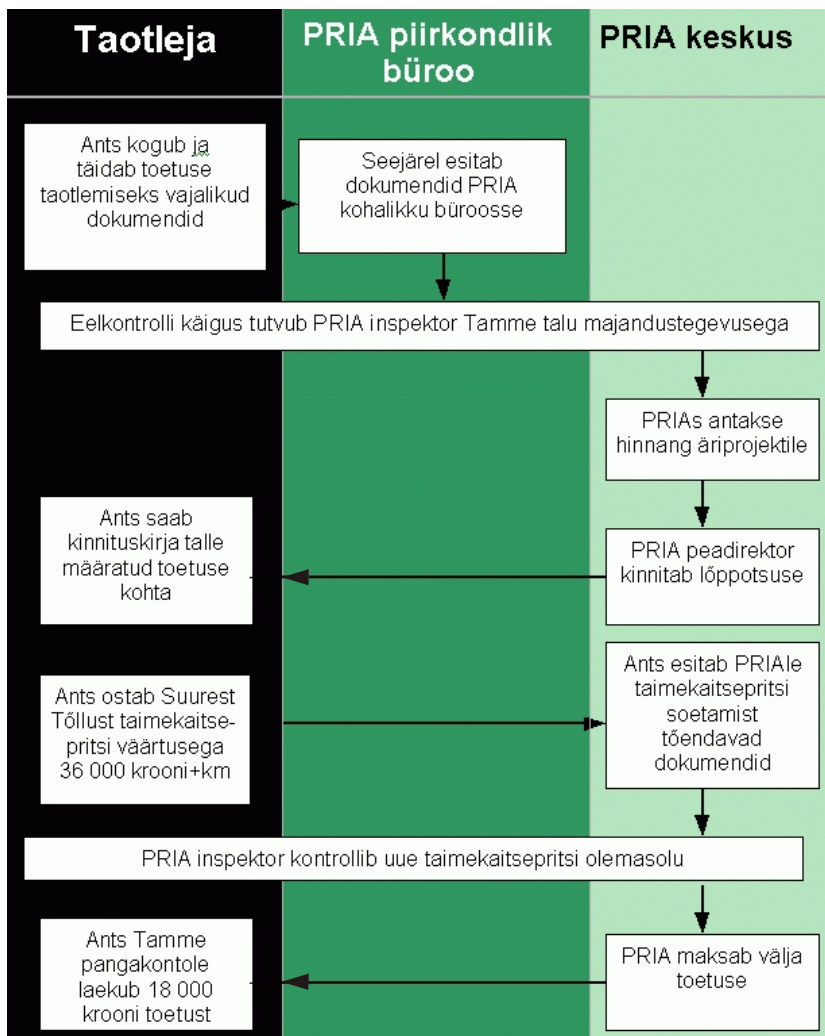 Taotleja
PRIA piirkondlik
büroo
PRIA keskus
Ants kogub ja
täidab toetuse
taotlemiseks vajalikud
dokumendid
Seejärel esitab
dokumendid PRIA
kohalikku büroosse
Eelkontrolli käigus tutvub PRIA inspektor Tamme talu majandustegevusega
PRIAs antakse
hinnang äriprojektile
PRIA peadirektor
kinnitab lõppotsuse
Ants saab
kinnituskirja talle
määratud toetuse
kohta
Ants ostab Suurest
Tõllust taimekaitse-
pritsi väärtusega
36 000 krooni+km
Ants esitab PRIAle
taimekaitsepritsi
soetamist
tõendavad
dokumendid
PRIA inspektor kontrollib uue taimekaitsepritsi olemasolu
PRIA maksab välja
toetuse
Ants Tamme
pangakontole
laekub 18 000
krooni toetust